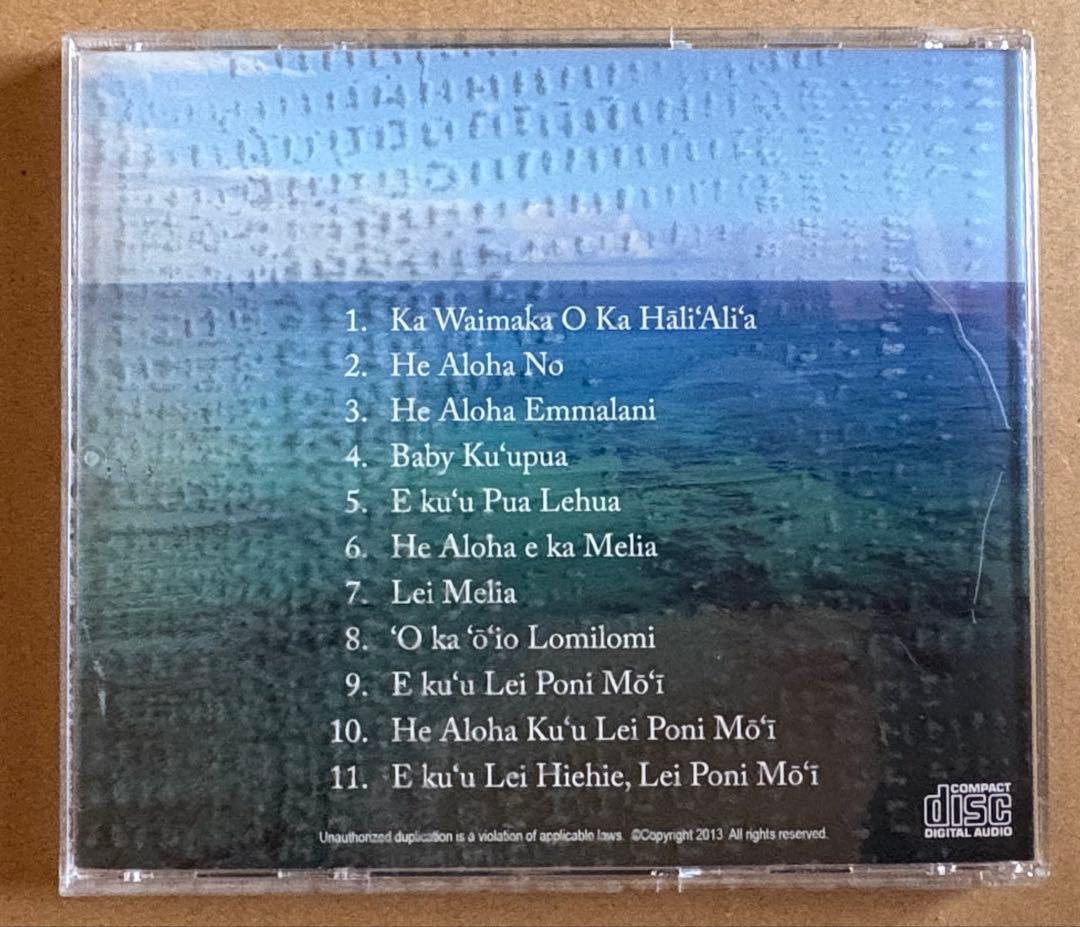 1. Ka Waimaka O Ka HāliʻAliʻa
2. He Aloha No
3. He Aloha Emmalani
4. Baby Kuʻupua
5. E kuʻu Pua Lehua
6. He Aloha e ka Melia
7. Lei Melia
8. ʻO ka ʻōʻio Lomilomi
9. E kuʻu Lei Poni Mōʻī
10. He Aloha Kuʻu Lei Poni Mōʻī
11. E kuʻu Lei Hiehie, Lei Poni Mōʻī
COMPACT
disc
DIGITAL AUDIO
Unauthorized duplication is a violation of applicable laws. ©Copyright 2013 All rights reserved.